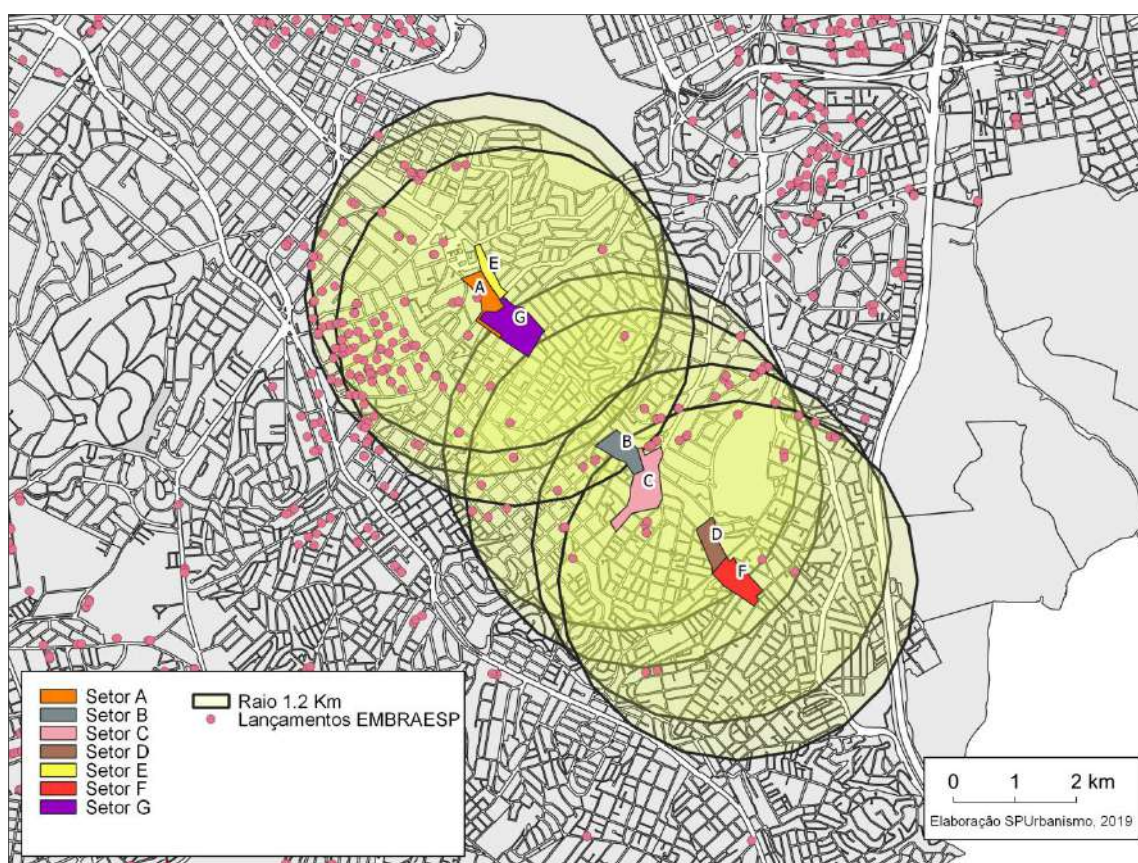 E
A
G
B
C
D
F
Setor A
Setor B
Setor C
Setor D
Setor E
Setor F
Setor G
Raio 1.2 Km
Lançamentos EMBRAESP
0 1 2 km
Elaboração SPUrbanismo, 2019